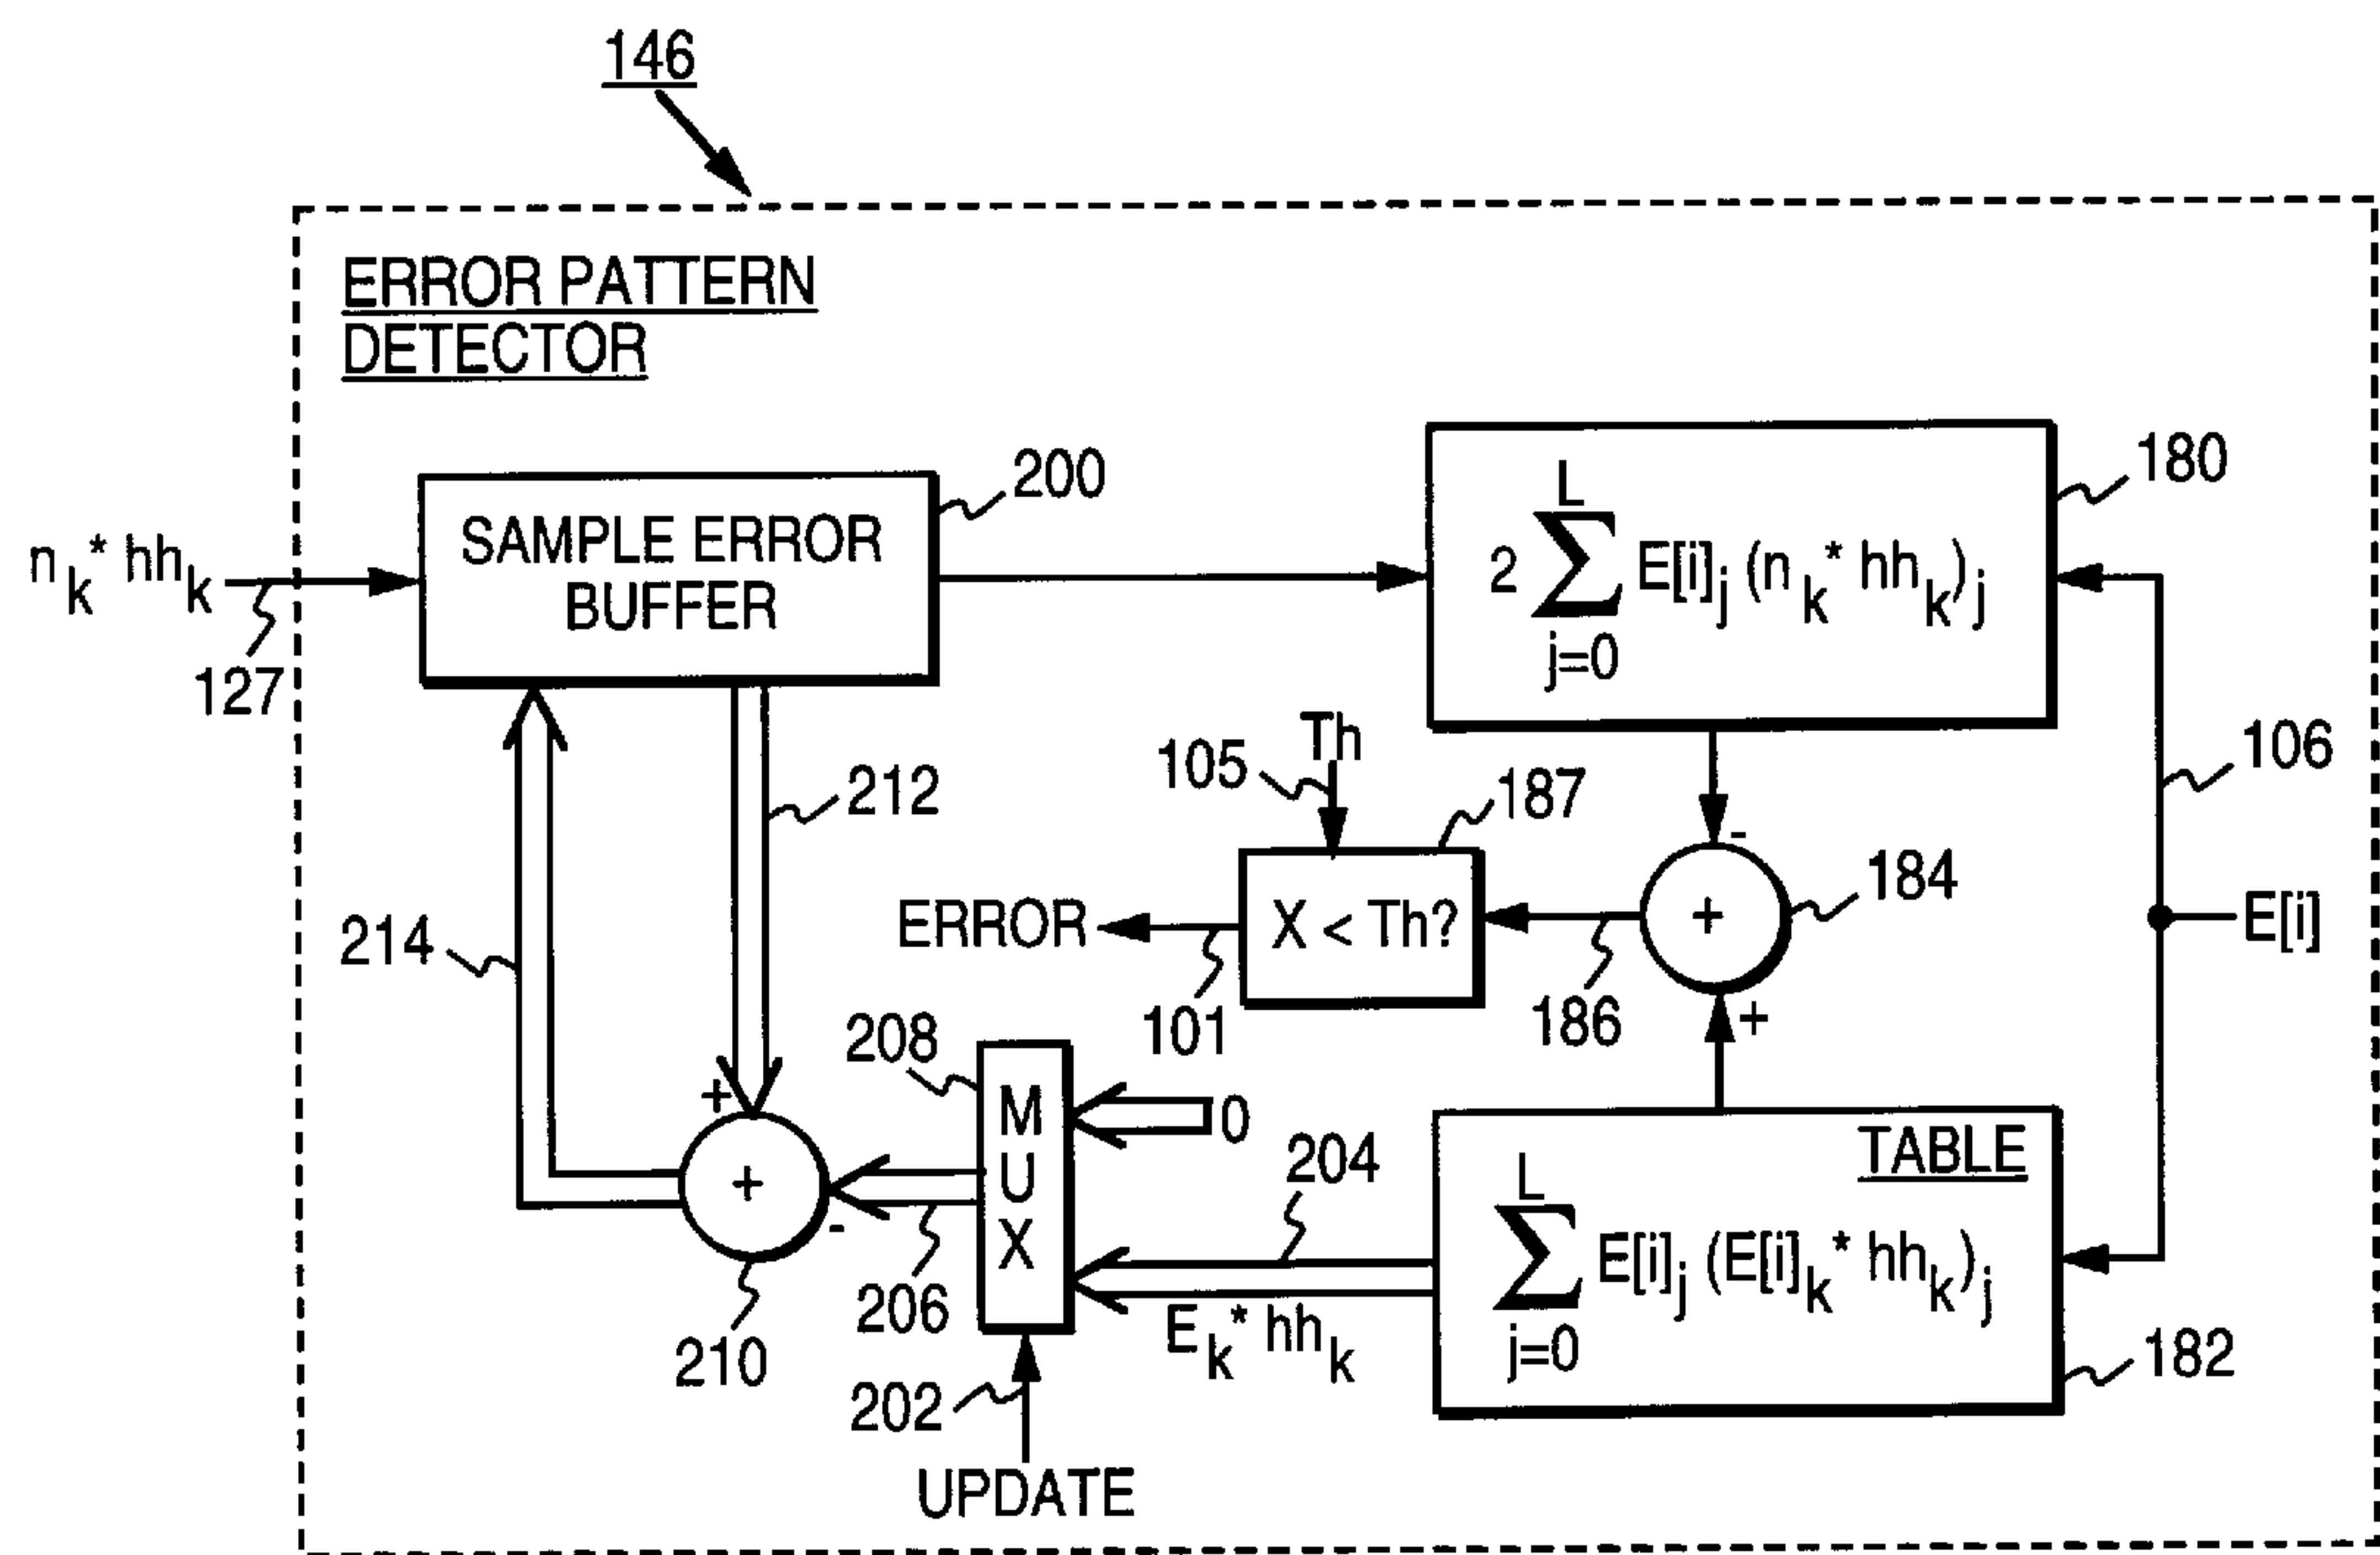 146
ERROR PATTERN
DETECTOR
200
180
SAMPLE ERROR
BUFFER
n_k * hh_k
127
L
2 Σ E[i]_j (n_k * hh_k)_j
j=0
Th
105
187
106
212
-
184
214
ERROR
X < Th?
+
E[i]
101
186
+
208
+
MUX
0
204
TABLE
+
-
206
L
Σ E[i]_j (E[i]_k * hh_k)_j
j=0
E_k * hh_k
210
202
182
UPDATE